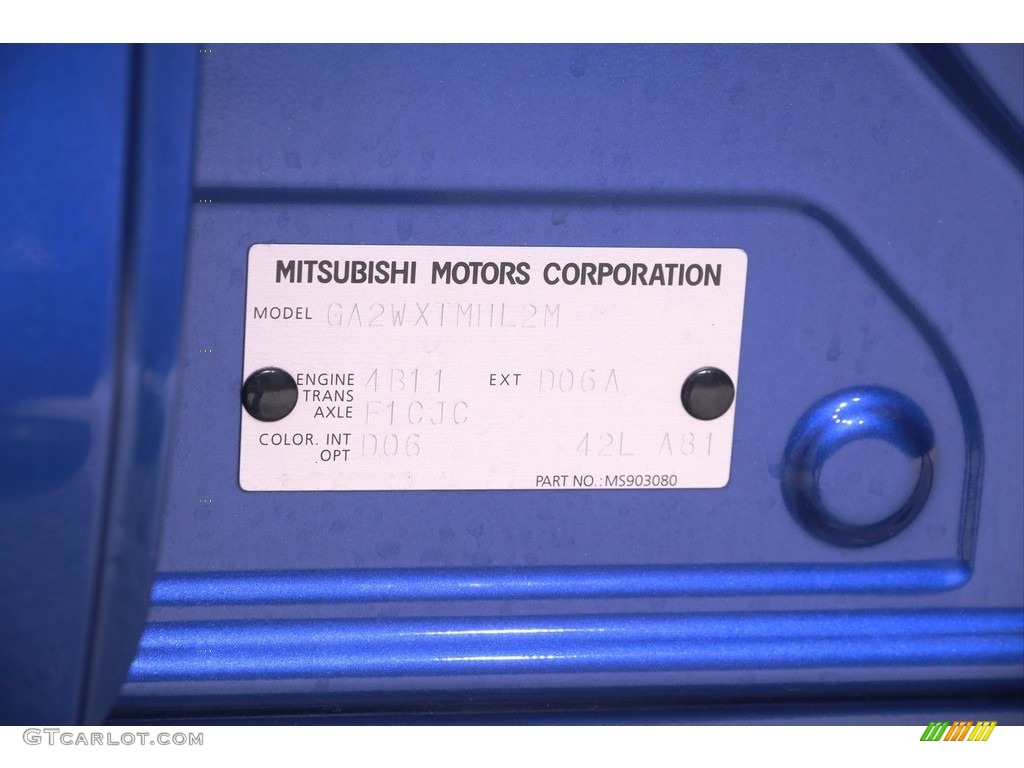 MITSUBISHI MOTORS CORPORATION
MODEL GA2WXTMHL2M
ENGINE 4B11 EXT D06A
TRANS
AXLE F1CJC
COLOR. INT D06 42L A81
OPT
PART NO.: MS903080
GTCARLOT.COM